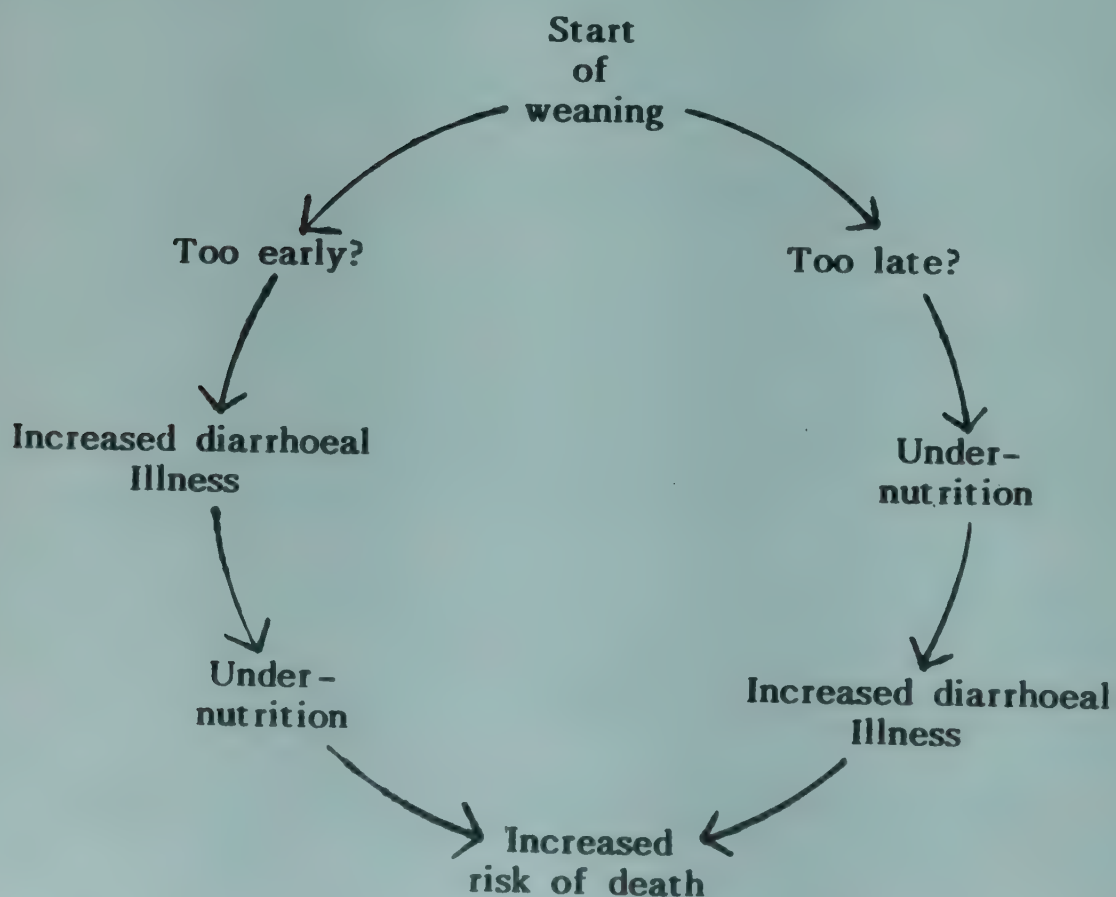 Start
of
weaning
Too early?
Too late?
Increased diarrhoeal
Illness
Under-
nutrition
Under-
nutrition
Increased diarrhoeal
Illness
Increased
risk of death